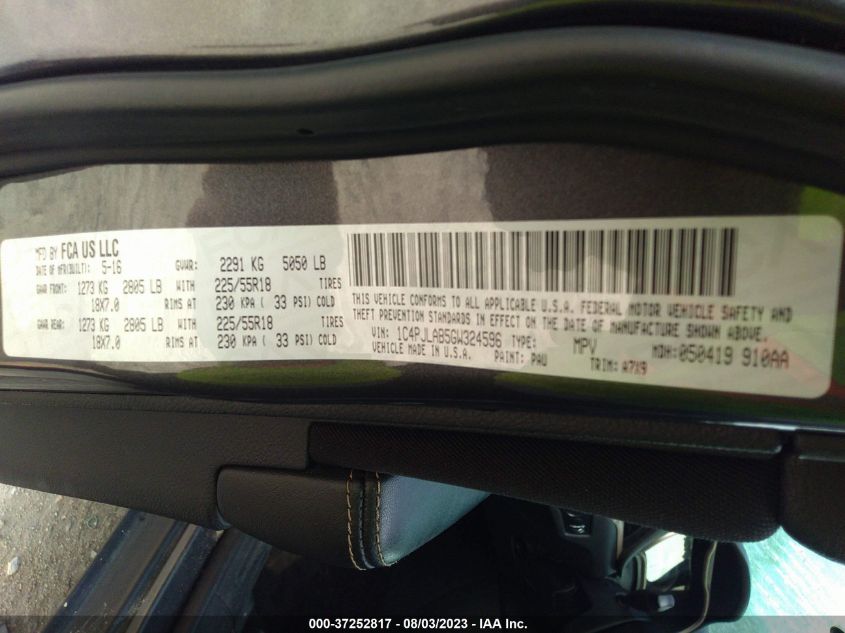 MFD BY FCA US LLC
DATE OF MFR(BUILT): 5-16 GVWR: 2291 KG 5050 LB
GAWR FRONT: 1273 KG 2805 LB WITH 225/55R18 TIRES
18X7.0 RIMS AT 230 KPA ( 33 PSI) COLD
GAWR REAR: 1273 KG 2805 LB WITH 225/55R18 TIRES
18X7.0 RIMS AT 230 KPA ( 33 PSI) COLD
THIS VEHICLE CONFORMS TO ALL APPLICABLE U.S.A. FEDERAL MOTOR VEHICLE SAFETY AND
THEFT PREVENTION STANDARDS IN EFFECT ON THE DATE OF MANUFACTURE SHOWN ABOVE.
VIN: 1C4PJLAB5GW324596 TYPE: MPV MDH:050419 910AA
VEHICLE MADE IN U.S.A. PAINT: PAU TRIM: A7X9
000-37252817 - 08/03/2023 - IAA Inc.